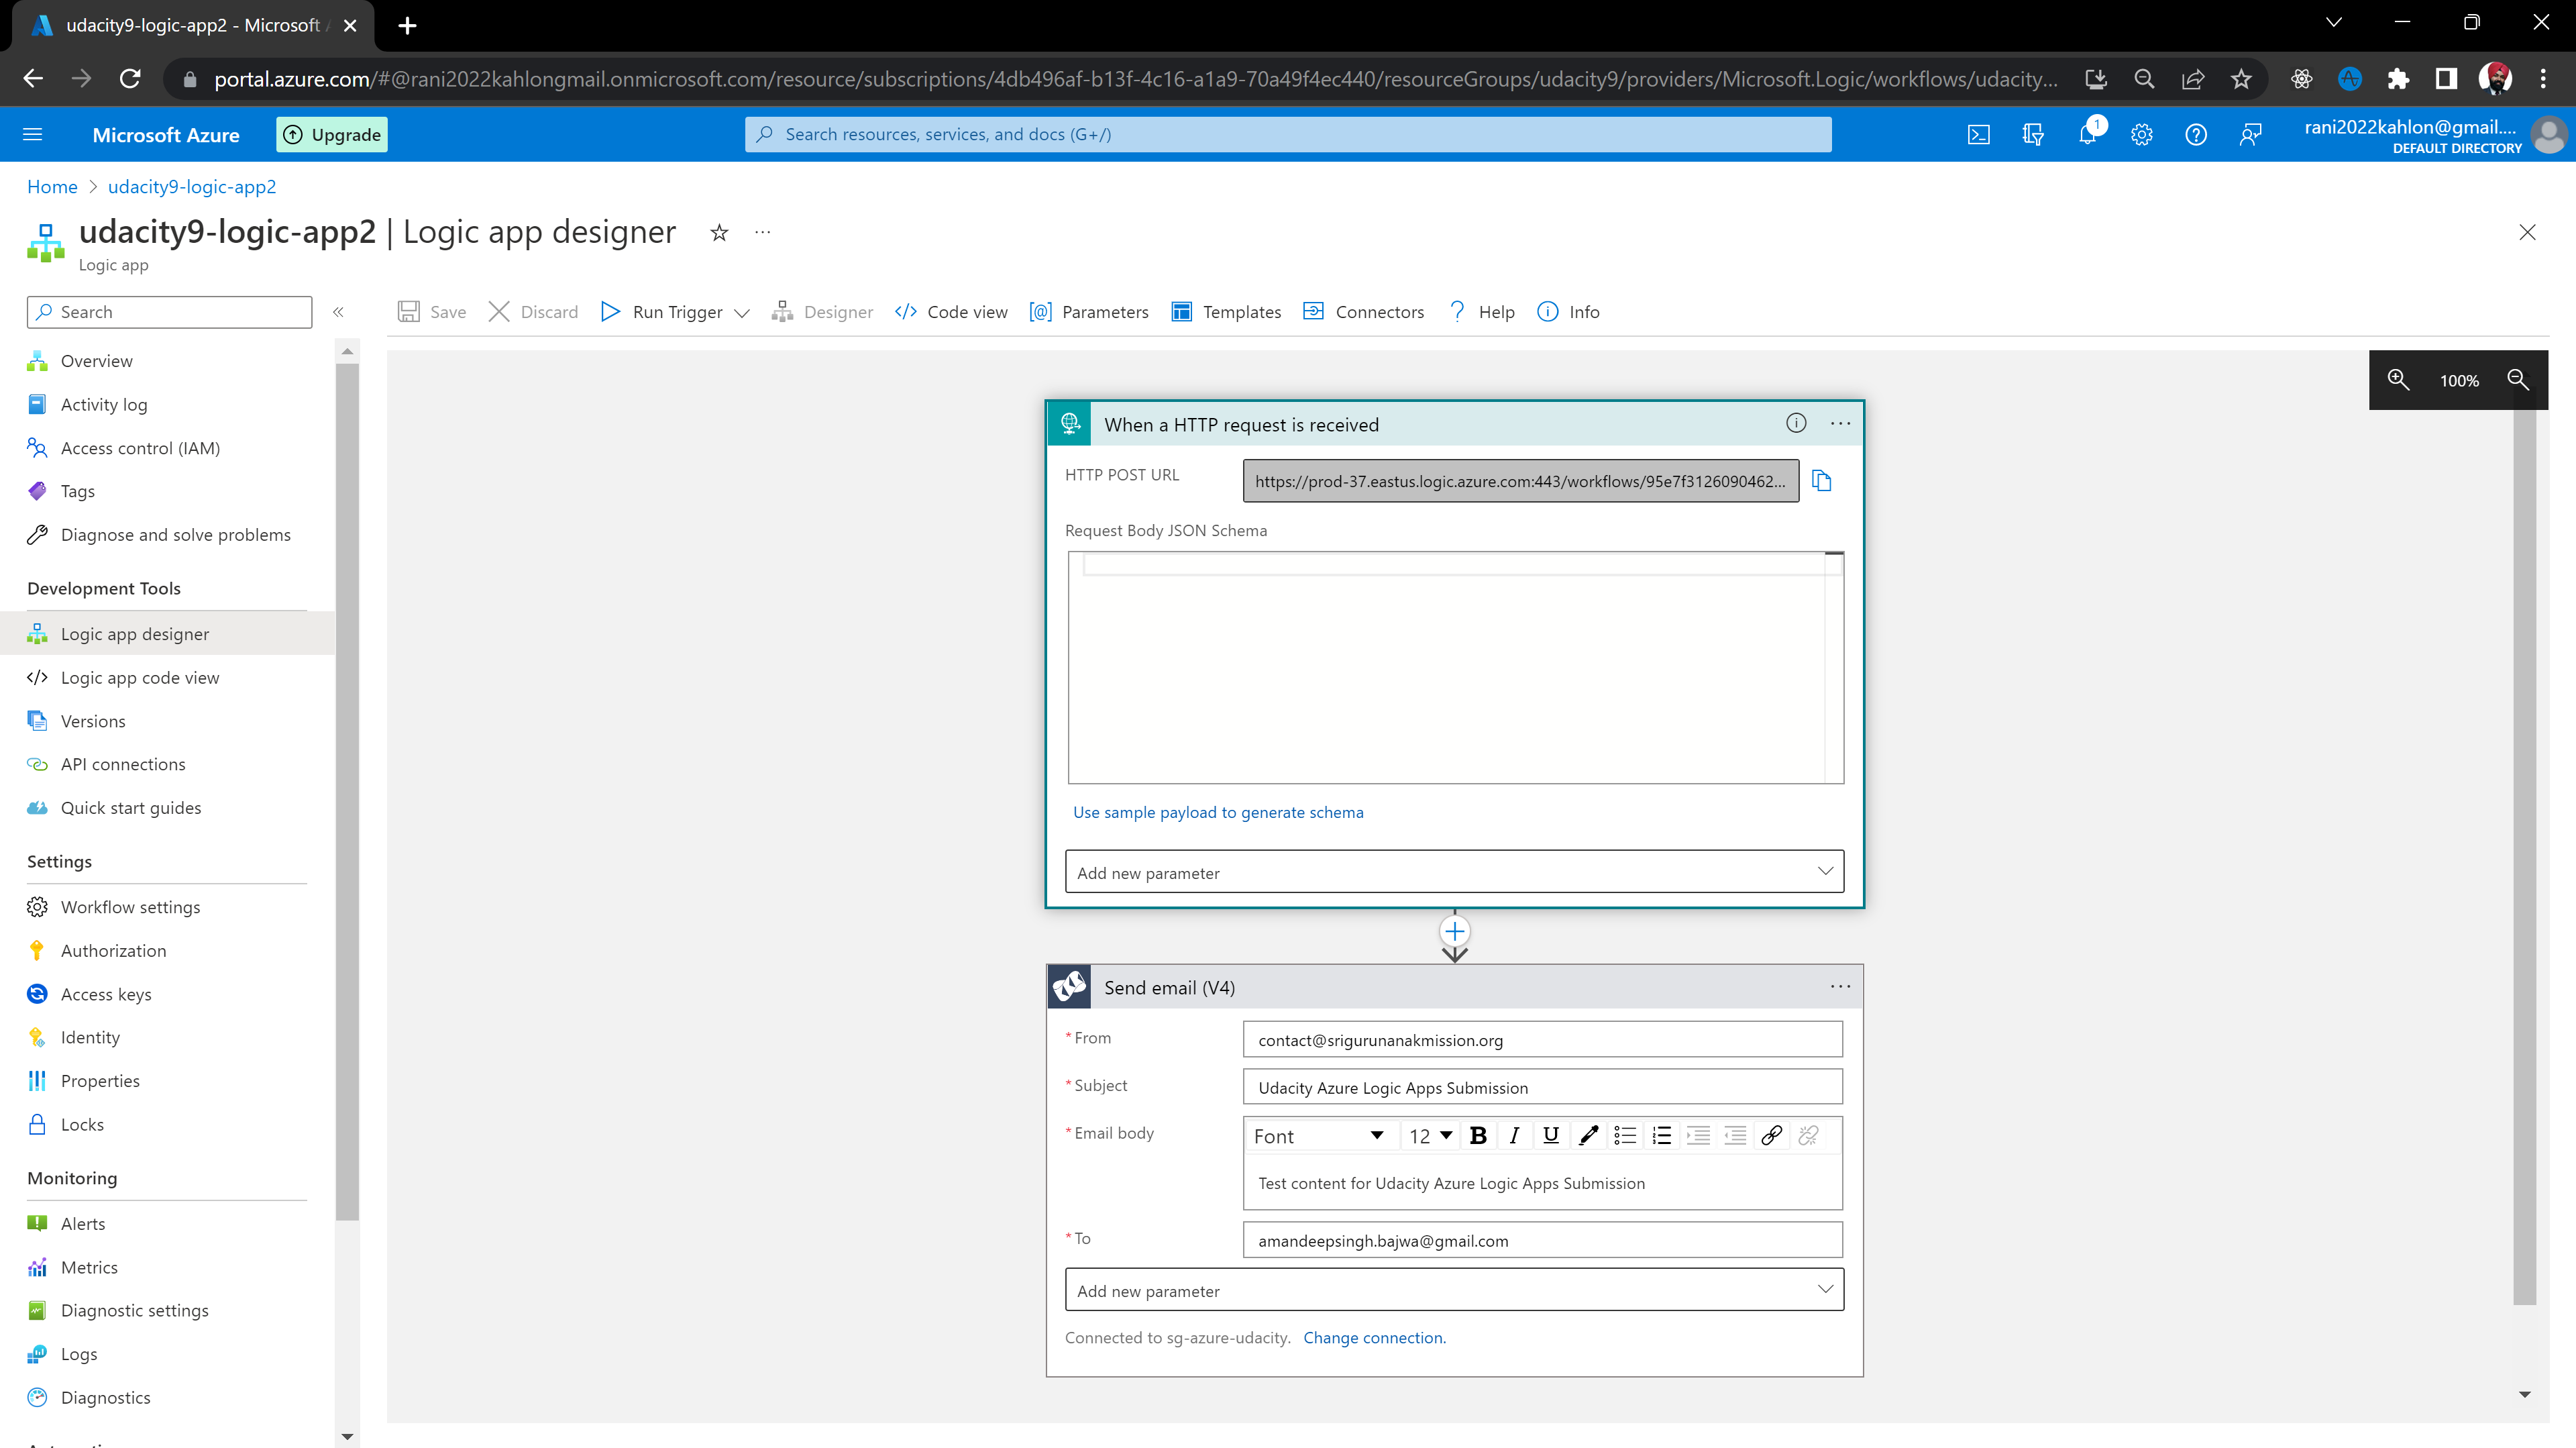 udacity9-logic-app2 - Microsoft A
portal.azure.com/#@rani2022kahlongmail.onmicrosoft.com/resource/subscriptions/4db496af-b13f-4c16-a1a9-70a49f4ec440/resourceGroups/udacity9/providers/Microsoft.Logic/workflows/udacity...
Microsoft Azure
Upgrade
Search resources, services, and docs (G+/)
1
rani2022kahlon@gmail....
DEFAULT DIRECTORY
Home > udacity9-logic-app2
udacity9-logic-app2 | Logic app designer
Logic app
Search
Save Discard Run Trigger Designer Code view Parameters Templates Connectors Help Info
Overview
Activity log
Access control (IAM)
Tags
Diagnose and solve problems
Development Tools
Logic app designer
Logic app code view
Versions
API connections
Quick start guides
Settings
Workflow settings
Authorization
Access keys
Identity
Properties
Locks
Monitoring
Alerts
Metrics
Diagnostic settings
Logs
Diagnostics
100%
When a HTTP request is received
HTTP POST URL
https://prod-37.eastus.logic.azure.com:443/workflows/95e7f3126090462...
Request Body JSON Schema
Use sample payload to generate schema
Add new parameter
Send email (V4)
* From
contact@srigurunanakmission.org
* Subject
Udacity Azure Logic Apps Submission
* Email body
Font 12 B I U
Test content for Udacity Azure Logic Apps Submission
* To
amandeepsingh.bajwa@gmail.com
Add new parameter
Connected to sg-azure-udacity. Change connection.